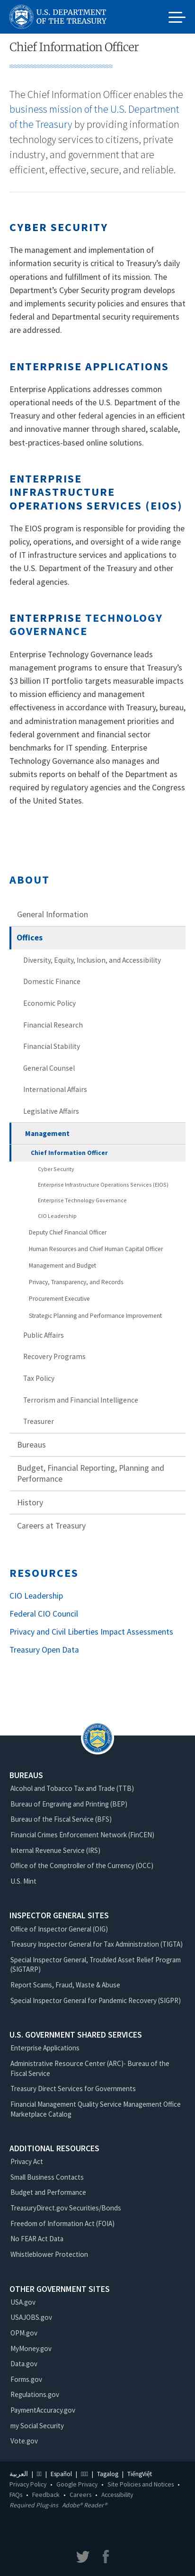 U.S. DEPARTMENT
OF THE TREASURY
Chief Information Officer
The Chief Information Officer enables the
business mission of the U.S. Department
of the Treasury by providing information
technology services to citizens, private
industry, and government that are
efficient, effective, secure, and reliable.
CYBER SECURITY
The management and implementation of
information security is critical to Treasury's daily
operations and fulfillment of its mission. The
Department's Cyber Security program develops
and implements security policies and ensures that
federal and Departmental security requirements
are addressed.
ENTERPRISE APPLICATIONS
Enterprise Applications addresses common
operational needs of the U.S. Department of the
Treasury and other federal agencies in an efficient
and innovative manner through shared, scalable,
best-practices-based online solutions.
ENTERPRISE
INFRASTRUCTURE
OPERATIONS SERVICES (EIOS)
The EIOS program is responsible for providing the
policy, operations, and oversight of a wide range
of IT infrastructure services and applications to
the U.S. Department of the Treasury and other
federal agencies.
ENTERPRISE TECHNOLOGY
GOVERNANCE
Enterprise Technology Governance leads
management programs to ensure that Treasury's
$3 billion IT portfolio targets measurable impacts
to mission efficiency and management
effectiveness in accordance with Treasury, bureau,
and administration management priorities and
federal government and financial sector
benchmarks for IT spending. Enterprise
Technology Governance also manages and
submits reports on behalf of the Department as
required by regulatory agencies and the Congress
of the United States.
ABOUT
General Information
Offices
Diversity, Equity, Inclusion, and Accessibility
Domestic Finance
Economic Policy
Financial Research
Financial Stability
General Counsel
International Affairs
Legislative Affairs
Management
Chief Information Officer
Cyber Security
Enterprise Infrastructure Operations Services (EIOS)
Enterprise Technology Governance
CIO Leadership
Deputy Chief Financial Officer
Human Resources and Chief Human Capital Officer
Management and Budget
Privacy, Transparency, and Records
Procurement Executive
Strategic Planning and Performance Improvement
Public Affairs
Recovery Programs
Tax Policy
Terrorism and Financial Intelligence
Treasurer
Bureaus
Budget, Financial Reporting, Planning and
Performance
History
Careers at Treasury
RESOURCES
CIO Leadership
Federal CIO Council
Privacy and Civil Liberties Impact Assessments
Treasury Open Data
BUREAUS
Alcohol and Tobacco Tax and Trade (TTB)
Bureau of Engraving and Printing (BEP)
Bureau of the Fiscal Service (BFS)
Financial Crimes Enforcement Network (FinCEN)
Internal Revenue Service (IRS)
Office of the Comptroller of the Currency (OCC)
U.S. Mint
INSPECTOR GENERAL SITES
Office of Inspector General (OIG)
Treasury Inspector General for Tax Administration (TIGTA)
Special Inspector General, Troubled Asset Relief Program
(SIGTARP)
Report Scams, Fraud, Waste & Abuse
Special Inspector General for Pandemic Recovery (SIGPR)
U.S. GOVERNMENT SHARED SERVICES
Enterprise Applications
Administrative Resource Center (ARC)- Bureau of the
Fiscal Service
Treasury Direct Services for Governments
Financial Management Quality Service Management Office
Marketplace Catalog
ADDITIONAL RESOURCES
Privacy Act
Small Business Contacts
Budget and Performance
TreasuryDirect.gov Securities/Bonds
Freedom of Information Act (FOIA)
No FEAR Act Data
Whistleblower Protection
OTHER GOVERNMENT SITES
USA.gov
USAJOBS.gov
OPM.gov
MyMoney.gov
Data.gov
Forms.gov
Regulations.gov
PaymentAccuracy.gov
my Social Security
Vote.gov
العربية | | Español | | Tagalog | TiếngViệt
Privacy Policy • Google Privacy • Site Policies and Notices •
FAQs • Feedback • Careers • Accessibility
Required Plug-ins Adobe® Reader®